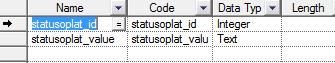 Name Code Data Typ Length
statusoplat_id = statusoplat_id Integer
statusoplat_value statusoplat_valu Text